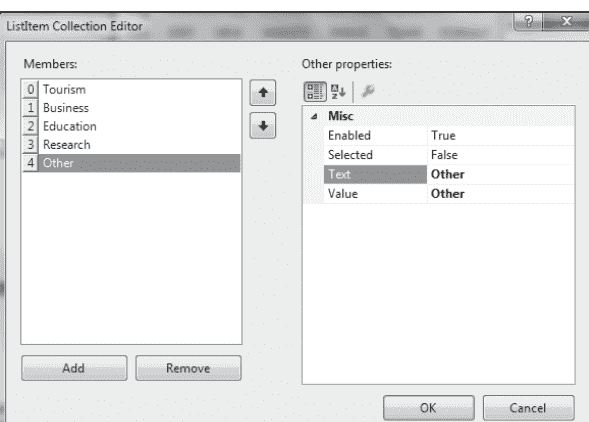 ListItem Collection Editor
Members:
0 Tourism
1 Business
2 Education
3 Research
4 Other
Add
Remove
Other properties:
Misc
Enabled True
Selected False
Text Other
Value Other
OK
Cancel